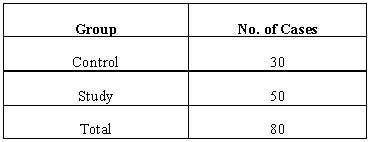 Group No. of Cases
Control 30
Study 50
Total 80